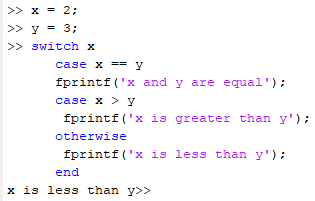 >> x = 2;
>> y = 3;
>> switch x
case x == y
fprintf('x and y are equal');
case x > y
fprintf('x is greater than y');
otherwise
fprintf('x is less than y');
end
x is less than y>>